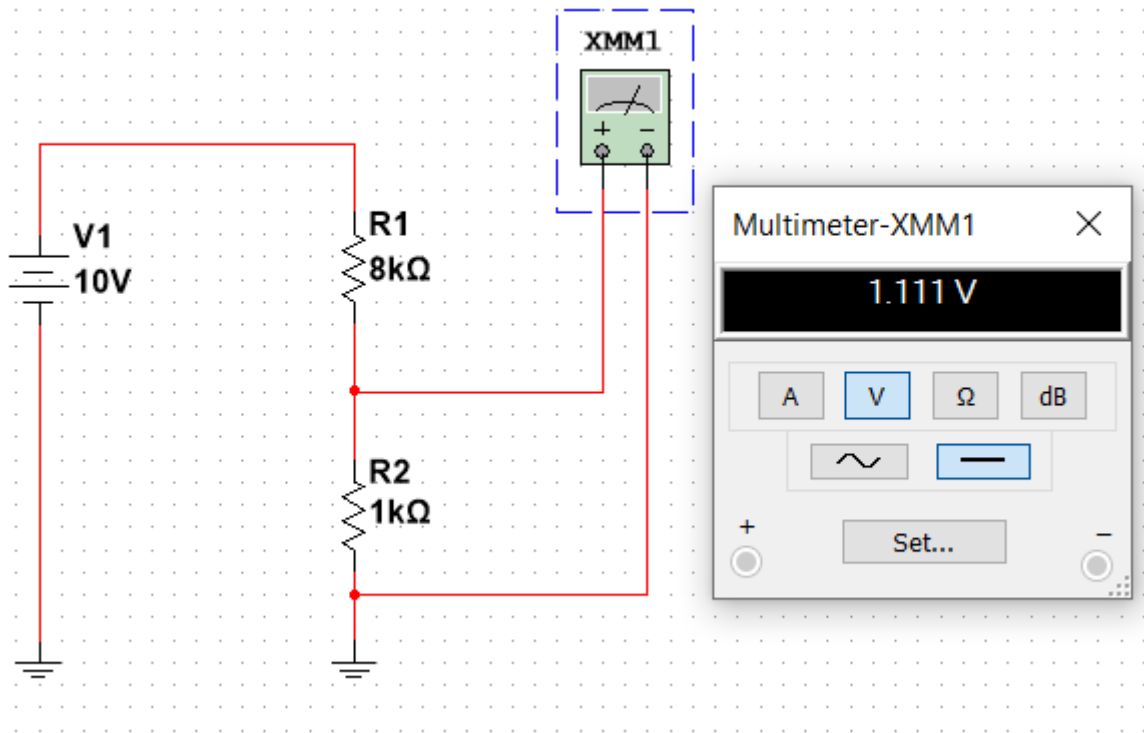 XMM1
+ −
V1
10V
R1
8kΩ
R2
1kΩ
Multimeter-XMM1
1.111 V
A V Ω dB
+ Set... −